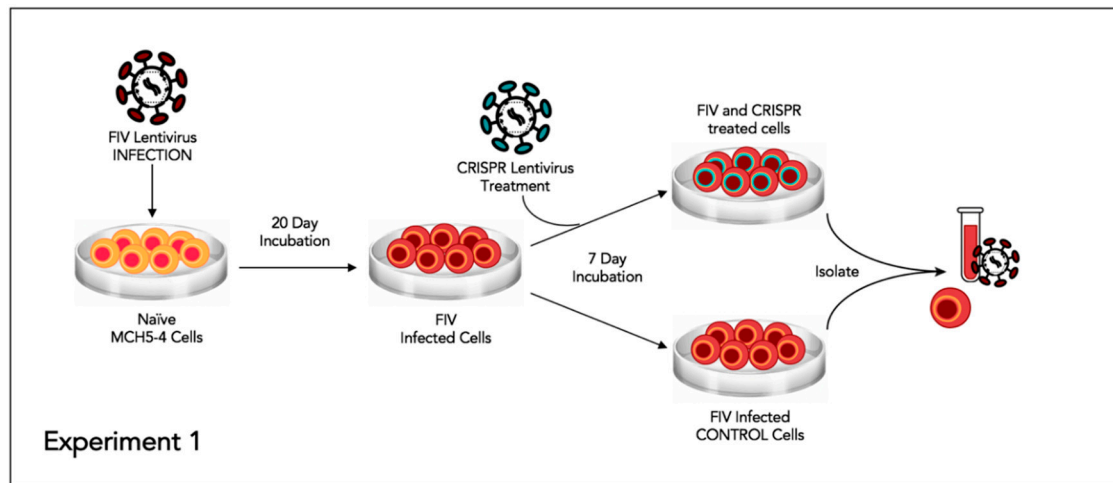 FIV Lentivirus
INFECTION
Naïve
MCH5-4 Cells
20 Day
Incubation
FIV
Infected Cells
CRISPR Lentivirus
Treatment
7 Day
Incubation
FIV and CRISPR
treated cells
FIV Infected
CONTROL Cells
Isolate
Experiment 1